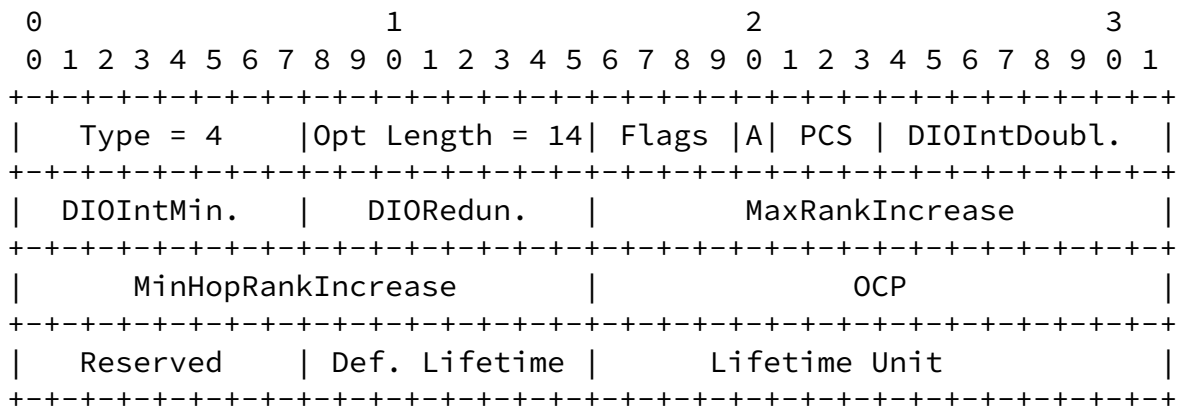 0                   1                   2                   3
 0 1 2 3 4 5 6 7 8 9 0 1 2 3 4 5 6 7 8 9 0 1 2 3 4 5 6 7 8 9 0 1
+-+-+-+-+-+-+-+-+-+-+-+-+-+-+-+-+-+-+-+-+-+-+-+-+-+-+-+-+-+-+-+-+
|   Type = 4    |Opt Length = 14| Flags |A| PCS | DIOIntDoubl.  |
+-+-+-+-+-+-+-+-+-+-+-+-+-+-+-+-+-+-+-+-+-+-+-+-+-+-+-+-+-+-+-+-+
|  DIOIntMin.   |   DIORedun.   |        MaxRankIncrease        |
+-+-+-+-+-+-+-+-+-+-+-+-+-+-+-+-+-+-+-+-+-+-+-+-+-+-+-+-+-+-+-+-+
|      MinHopRankIncrease       |              OCP              |
+-+-+-+-+-+-+-+-+-+-+-+-+-+-+-+-+-+-+-+-+-+-+-+-+-+-+-+-+-+-+-+-+
|   Reserved    | Def. Lifetime |      Lifetime Unit            |
+-+-+-+-+-+-+-+-+-+-+-+-+-+-+-+-+-+-+-+-+-+-+-+-+-+-+-+-+-+-+-+-+